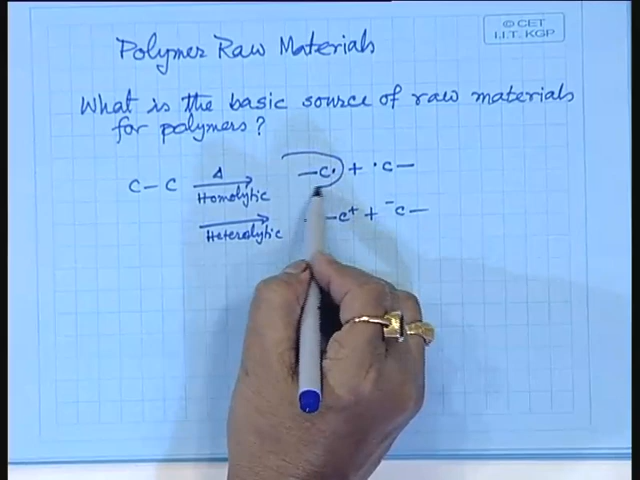 © CET
I.I.T. KGP
Polymer Raw Materials
What is the basic source of raw materials
for polymers?
C – C Δ –C· + ·C–
Homolytic
–C⁺ + ⁻C–
Heterolytic